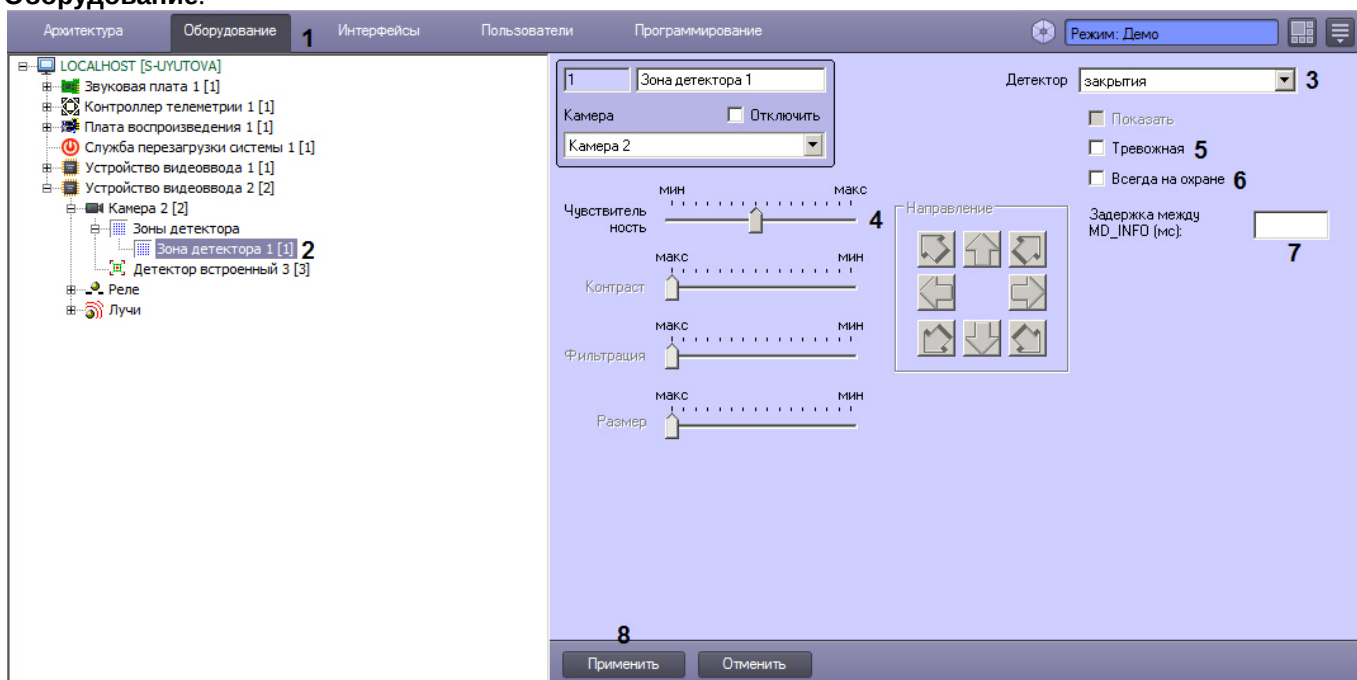 Оборудование.
Архитектура Оборудование 1 Интерфейсы Пользователи Программирование Режим: Демо
LOCALHOST [S-UYUTOVA]
Звуковая плата 1 [1]
Контроллер телеметрии 1 [1]
Плата воспроизведения 1 [1]
Служба перезагрузки системы 1 [1]
Устройство видеоввода 1 [1]
Устройство видеоввода 2 [2]
Камера 2 [2]
Зоны детектора
Зона детектора 1 [1] 2
Детектор встроенный 3 [3]
Реле
Лучи
1 Зона детектора 1
Камера Отключить
Камера 2
мин макс
Чувствитель
ность 4
макс мин
Контраст
макс мин
Фильтрация
макс мин
Размер
Направление
Детектор закрытия 3
Показать
Тревожная 5
Всегда на охране 6
Задержка между
MD_INFO (мс):
7
8
Применить Отменить